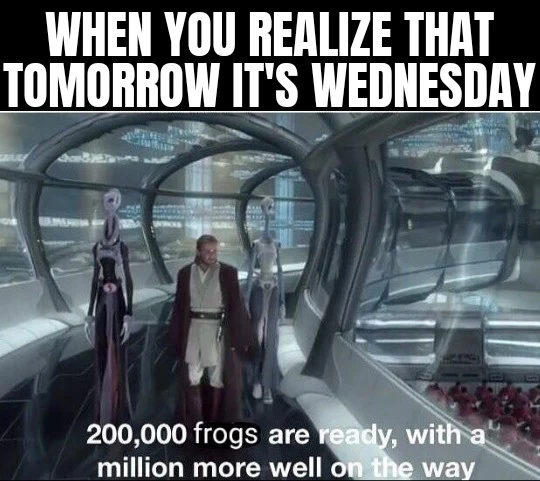 WHEN YOU REALIZE THAT
TOMORROW IT'S WEDNESDAY
200,000 frogs are ready, with a
million more well on the way